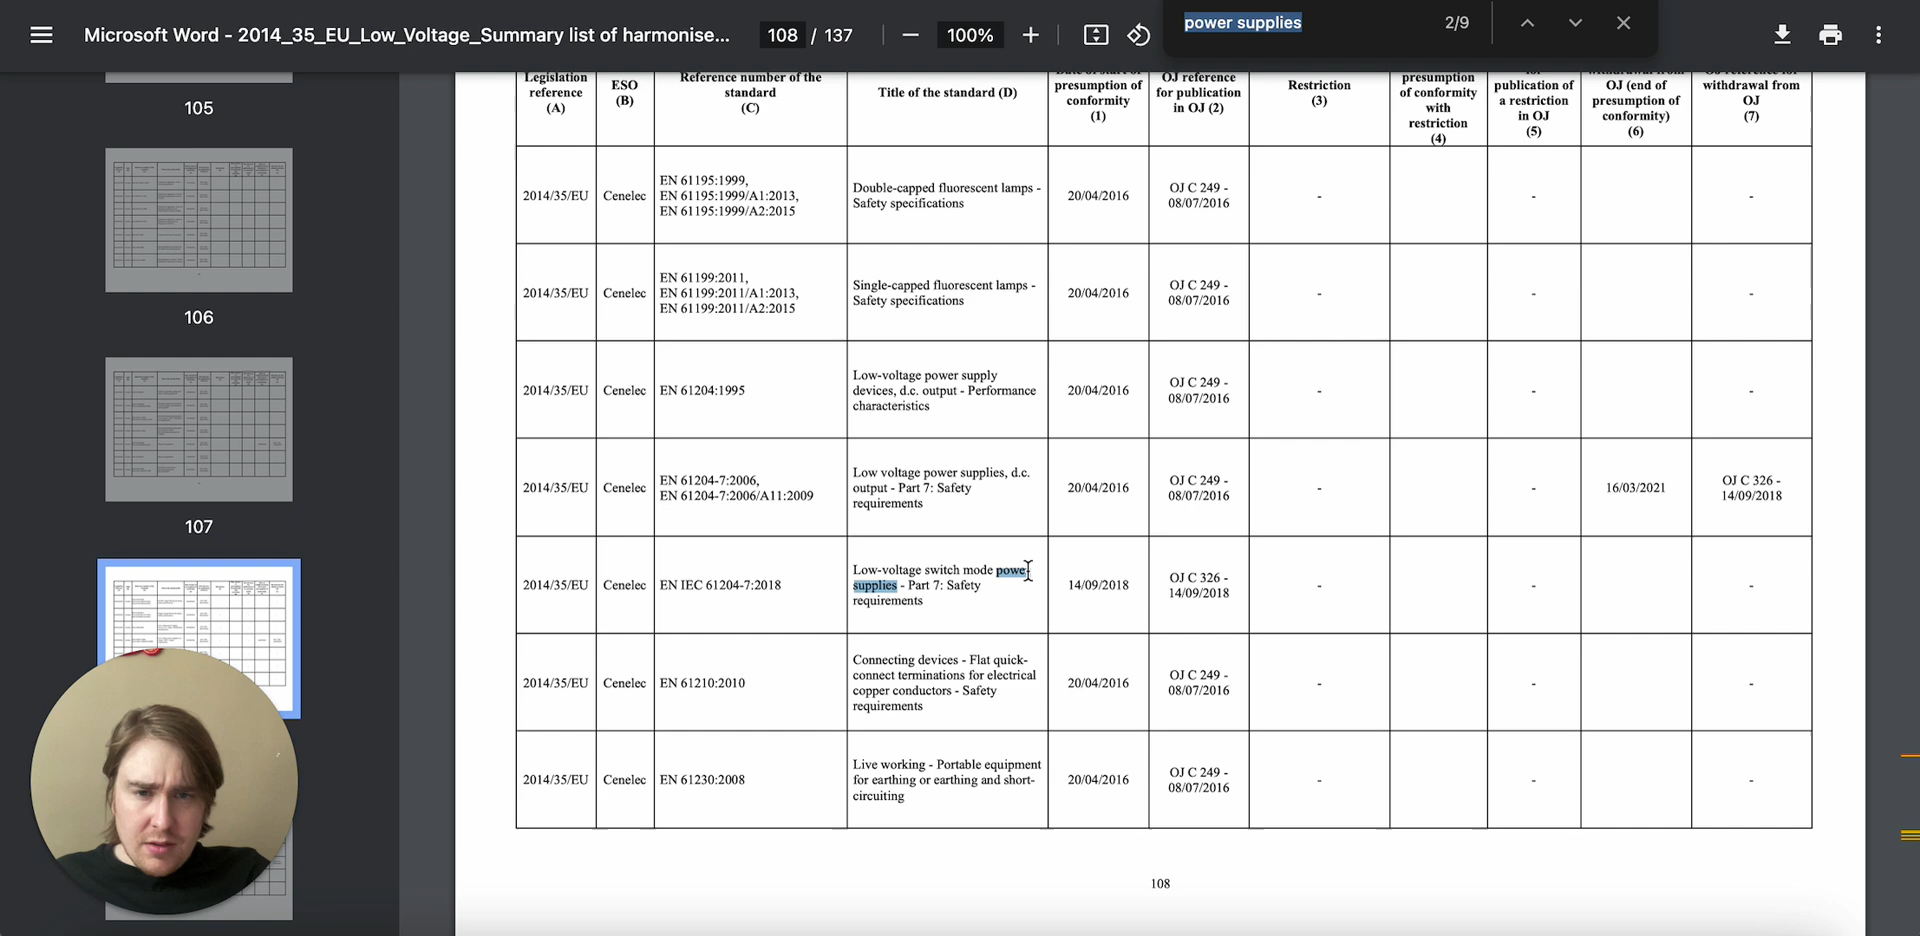 Microsoft Word - 2014_35_EU_Low_Voltage_Summary list of harmonise...
108 / 137
100%
power supplies
2/9
105
106
107
Legislation
reference
(A)
ESO
(B)
Reference number of the
standard
(C)
Title of the standard (D)
presumption of
conformity
(1)
OJ reference
for publication
in OJ (2)
Restriction
(3)
presumption
of conformity
with
restriction
(4)
publication of
a restriction
in OJ
(5)
OJ (end of
presumption of
conformity)
(6)
withdrawal from
OJ
(7)
2014/35/EU
Cenelec
EN 61195:1999,
EN 61195:1999/A1:2013,
EN 61195:1999/A2:2015
Double-capped fluorescent lamps -
Safety specifications
20/04/2016
OJ C 249 -
08/07/2016
-
-
-
2014/35/EU
Cenelec
EN 61199:2011,
EN 61199:2011/A1:2013,
EN 61199:2011/A2:2015
Single-capped fluorescent lamps -
Safety specifications
20/04/2016
OJ C 249 -
08/07/2016
-
-
-
2014/35/EU
Cenelec
EN 61204:1995
Low-voltage power supply
devices, d.c. output - Performance
characteristics
20/04/2016
OJ C 249 -
08/07/2016
-
-
-
2014/35/EU
Cenelec
EN 61204-7:2006,
EN 61204-7:2006/A11:2009
Low voltage power supplies, d.c.
output - Part 7: Safety
requirements
20/04/2016
OJ C 249 -
08/07/2016
-
-
16/03/2021
OJ C 326 -
14/09/2018
2014/35/EU
Cenelec
EN IEC 61204-7:2018
Low-voltage switch mode power
supplies - Part 7: Safety
requirements
14/09/2018
OJ C 326 -
14/09/2018
-
-
-
2014/35/EU
Cenelec
EN 61210:2010
Connecting devices - Flat quick-
connect terminations for electrical
copper conductors - Safety
requirements
20/04/2016
OJ C 249 -
08/07/2016
-
-
-
2014/35/EU
Cenelec
EN 61230:2008
Live working - Portable equipment
for earthing or earthing and short-
circuiting
20/04/2016
OJ C 249 -
08/07/2016
-
-
-
108